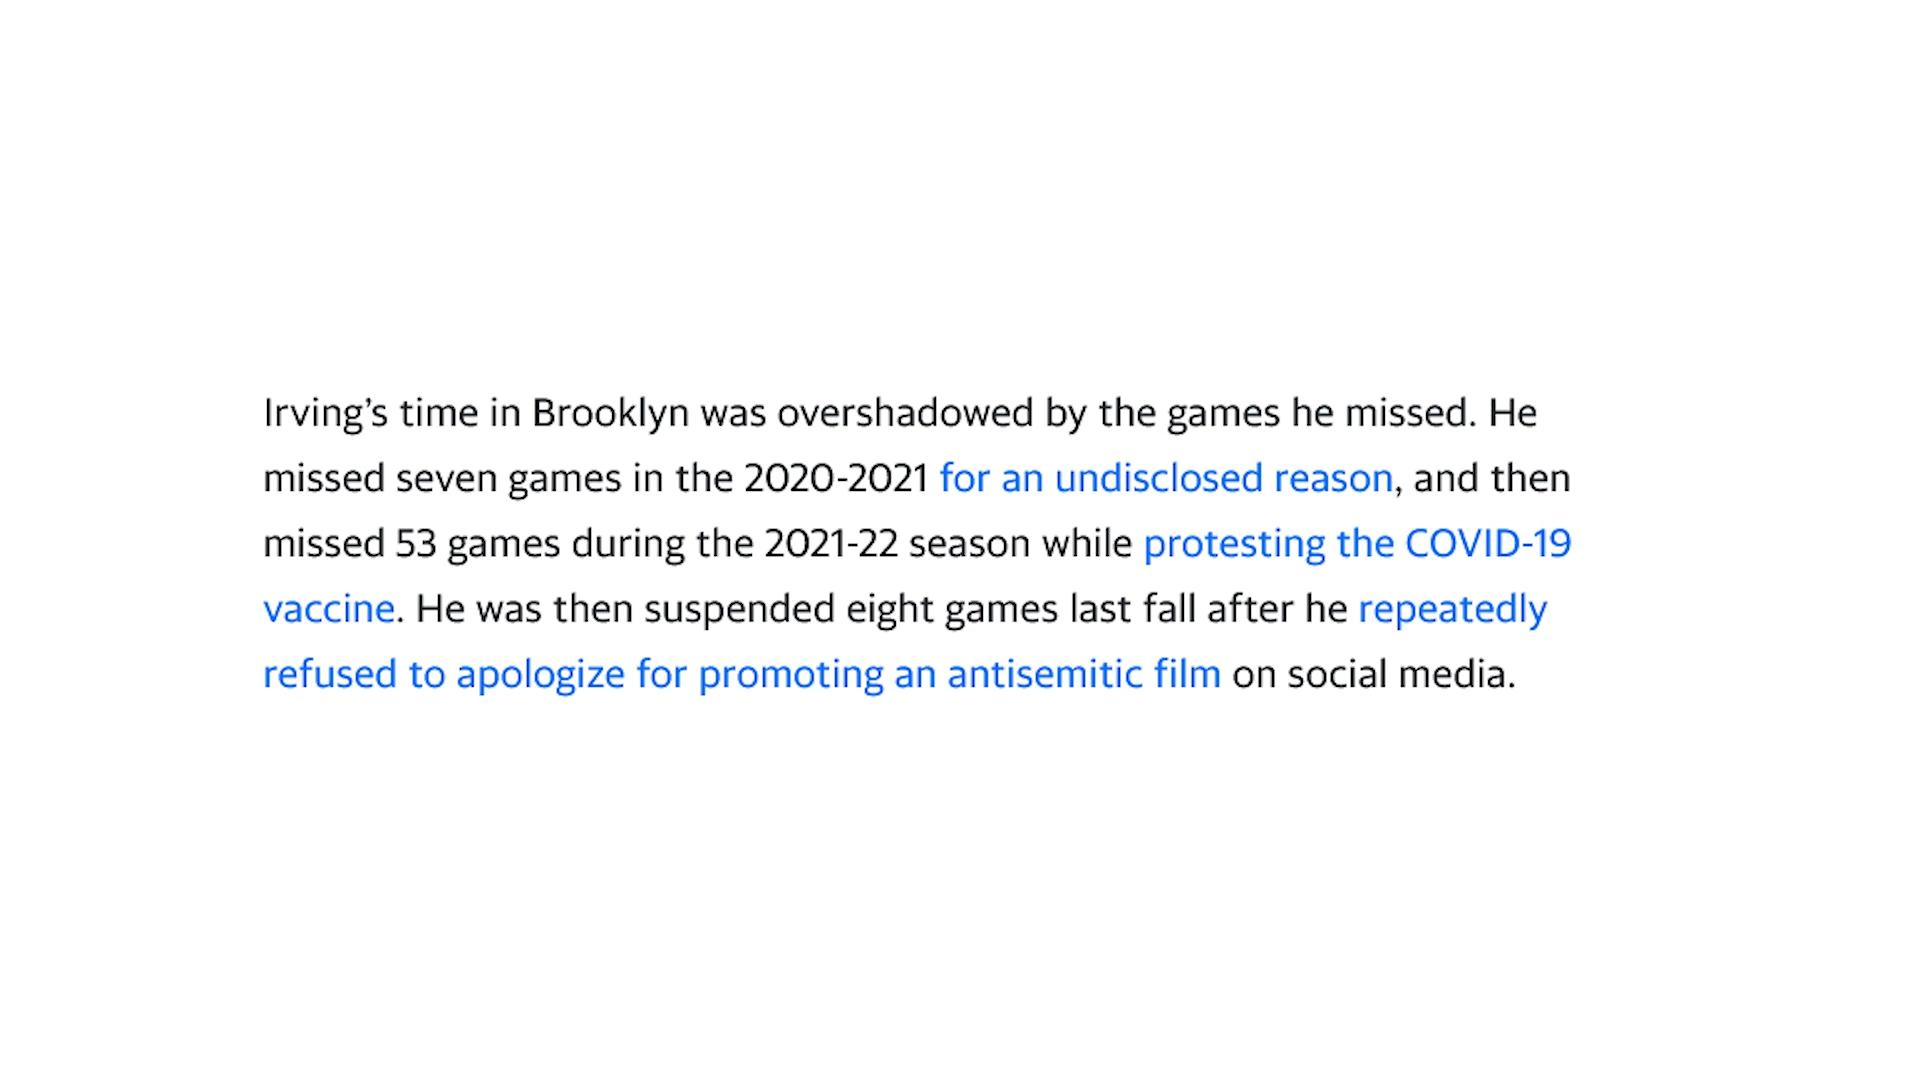 Irving’s time in Brooklyn was overshadowed by the games he missed. He
missed seven games in the 2020-2021 for an undisclosed reason, and then
missed 53 games during the 2021-22 season while protesting the COVID-19
vaccine. He was then suspended eight games last fall after he repeatedly
refused to apologize for promoting an antisemitic film on social media.